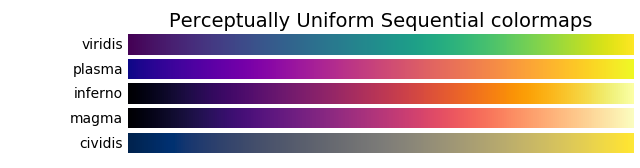 Perceptually Uniform Sequential colormaps
viridis
plasma
inferno
magma
cividis